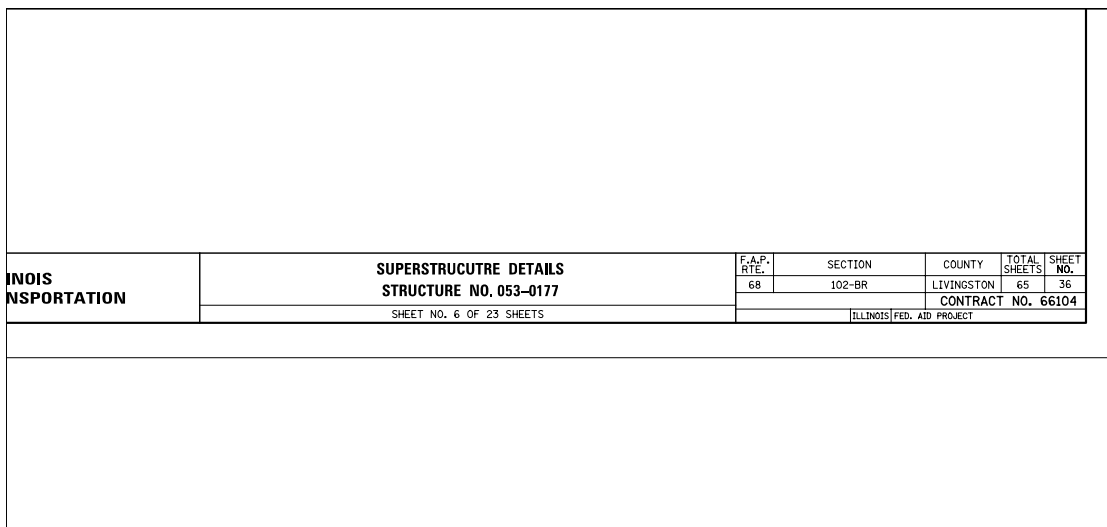 INOIS
NSPORTATION
SUPERSTRUCUTRE DETAILS
STRUCTURE NO. 053-0177
SHEET NO. 6 OF 23 SHEETS
F.A.P. RTE. SECTION COUNTY TOTAL SHEETS SHEET NO.
68 102-BR LIVINGSTON 65 36
CONTRACT NO. 66104
ILLINOIS FED. AID PROJECT